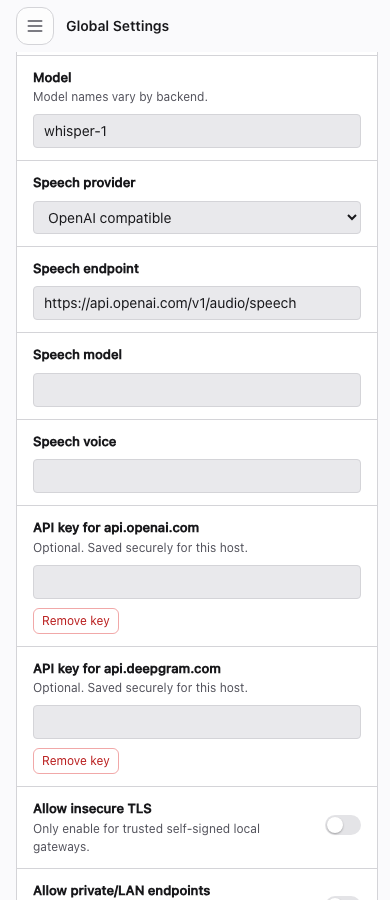 Global Settings
Model
Model names vary by backend.
whisper-1
Speech provider
OpenAI compatible
Speech endpoint
https://api.openai.com/v1/audio/speech
Speech model
Speech voice
API key for api.openai.com
Optional. Saved securely for this host.
Remove key
API key for api.deepgram.com
Optional. Saved securely for this host.
Remove key
Allow insecure TLS
Only enable for trusted self-signed local
gateways.
Allow private/LAN endpoints